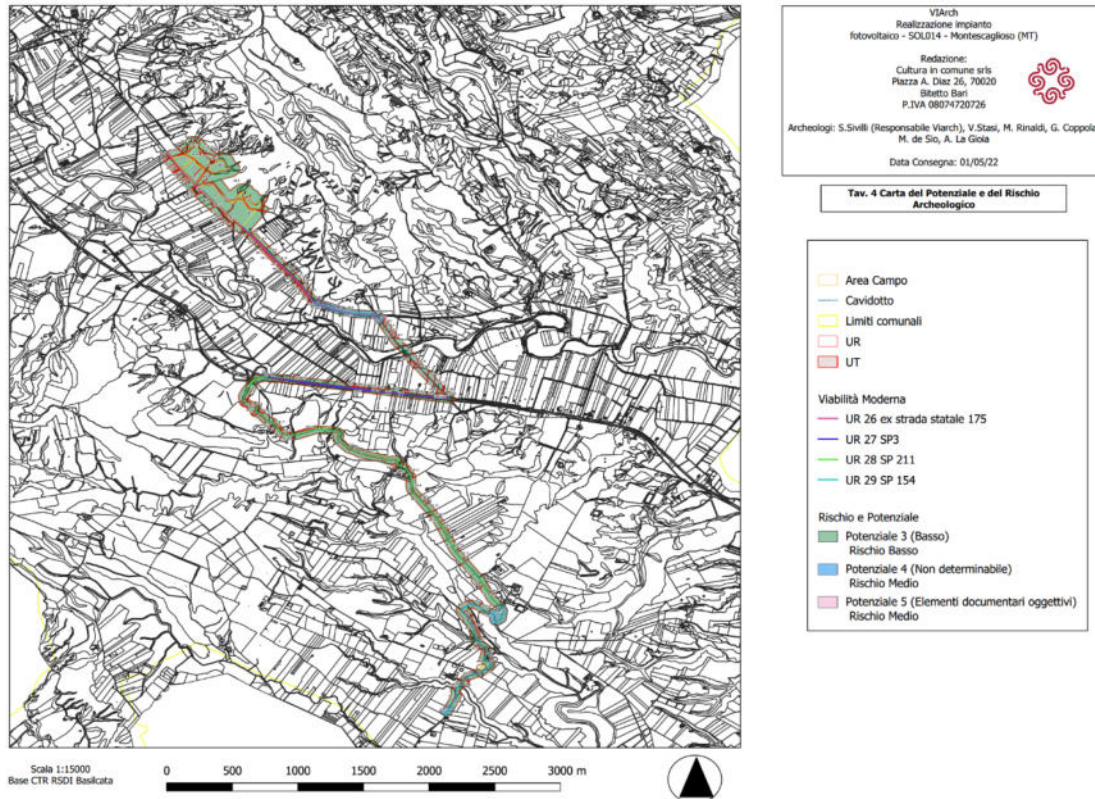 VIArch
Realizzazione impianto
fotovoltaico - SOL014 - Montescaglioso (MT)
Redazione:
Cultura in comune srls
Piazza A. Diaz 26, 70020
Bitetto Bari
P.IVA 08074720726
Archeologi: S.Sivilli (Responsabile Viarch), V.Stasi, M. Rinaldi, G. Coppola,
M. de Sio, A. La Gioia
Data Consegna: 01/05/22
Tav. 4 Carta del Potenziale e del Rischio
Archeologico
Area Campo
Cavidotto
Limiti comunali
UR
UT
Viabilità Moderna
UR 26 ex strada statale 175
UR 27 SP3
UR 28 SP 211
UR 29 SP 154
Rischio e Potenziale
Potenziale 3 (Basso)
Rischio Basso
Potenziale 4 (Non determinabile)
Rischio Medio
Potenziale 5 (Elementi documentari oggettivi)
Rischio Medio
Scala 1:15000
Base CTR RSDI Basilicata
0 500 1000 1500 2000 2500 3000 m